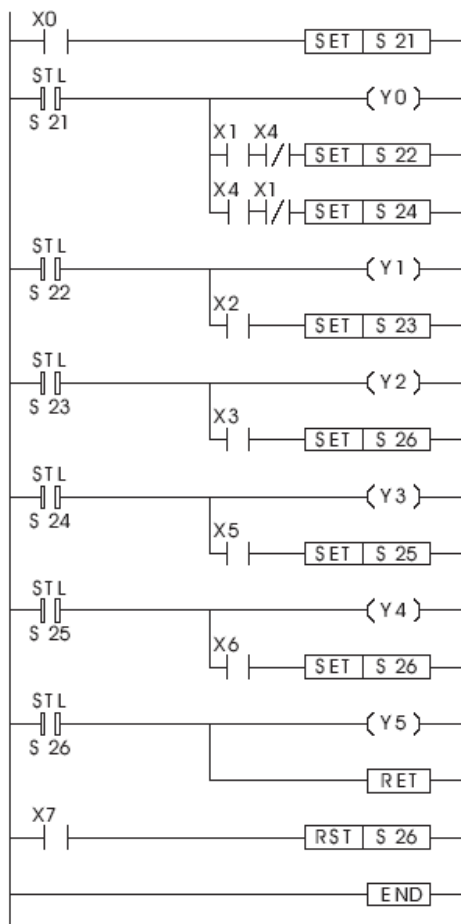 X0
SET S 21
STL
S 21
Y0
X1 X4
SET S 22
X4 X1
SET S 24
STL
S 22
Y1
X2
SET S 23
STL
S 23
Y2
X3
SET S 26
STL
S 24
Y3
X5
SET S 25
STL
S 25
Y4
X6
SET S 26
STL
S 26
Y5
RET
X7
RST S 26
END